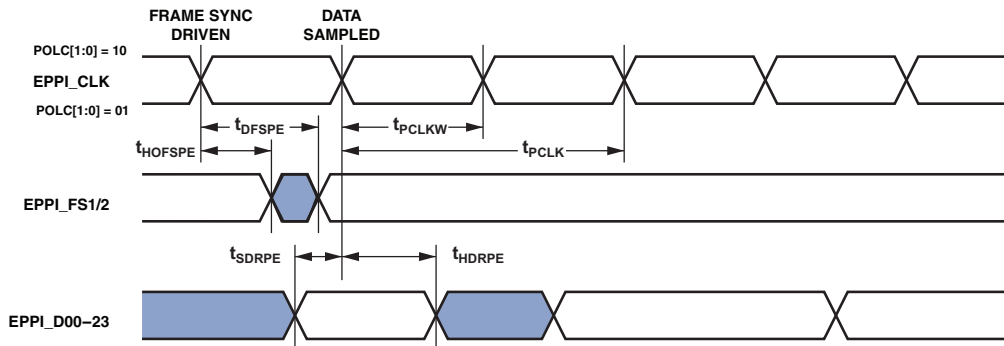 FRAME SYNC
DRIVEN
DATA
SAMPLED
POLC[1:0] = 10
EPPI_CLK
POLC[1:0] = 01
tDFSPE
tPCLKW
tHOFSPE
tPCLK
EPPI_FS1/2
tSDRPE
tHDRPE
EPPI_D00–23